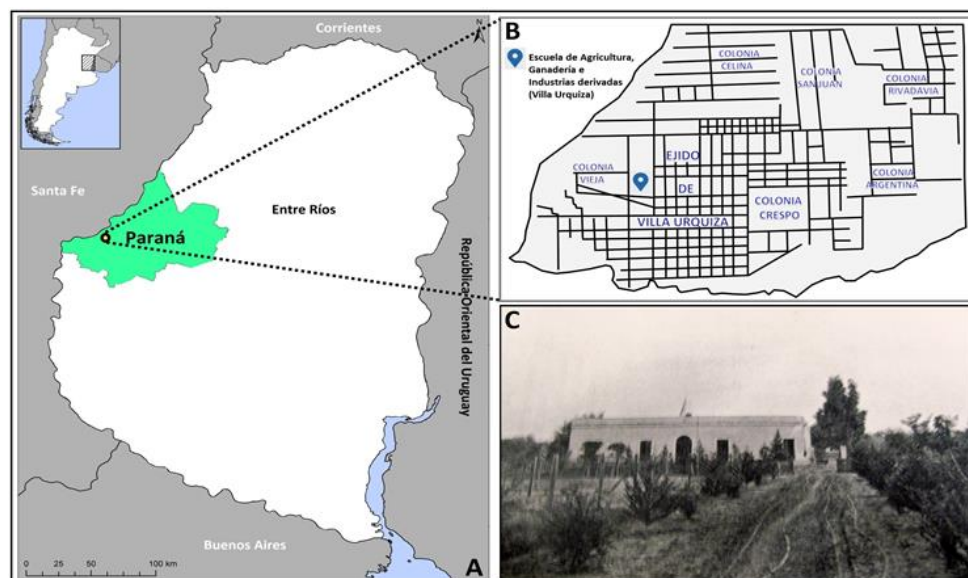 Corrientes
N
Santa Fe
Entre Ríos
Paraná
República Oriental del Uruguay
Buenos Aires
0 25 50 100 km
A
B
Escuela de Agricultura,
Ganadería e
Industrias derivadas
(Villa Urquiza)
COLONIA
CELINA
COLONIA
SAN JUAN
COLONIA
RIVADAVIA
COLONIA
VIEJA
EJIDO
DE
VILLA URQUIZA
COLONIA
CRESPO
COLONIA
ARGENTINA
C